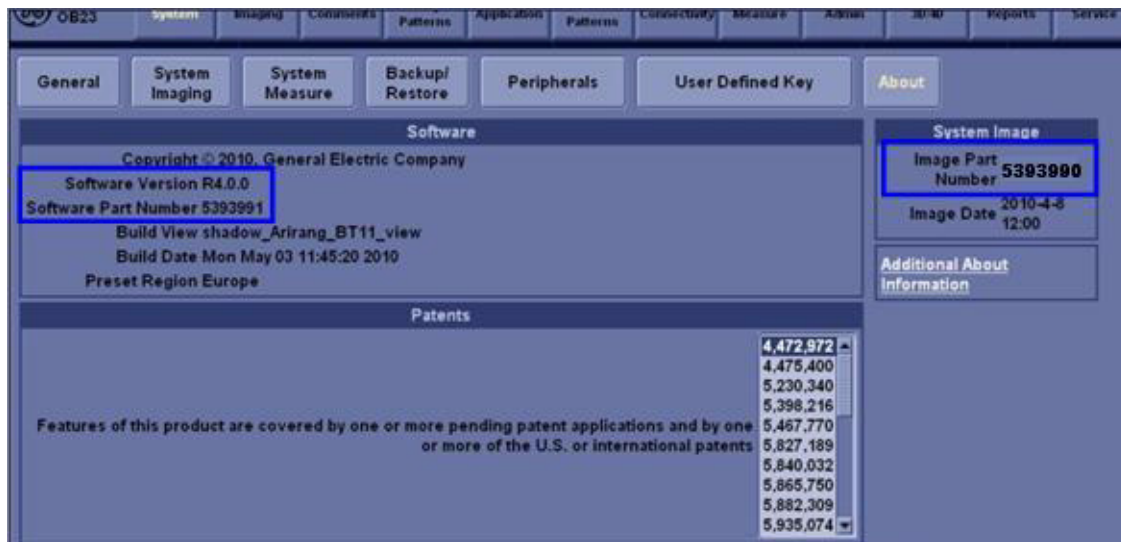 OB23
System
Imaging
Comments
Patterns
Application
Patterns
Connectivity
Measure
Admin
3D/4D
Reports
Service
General
System
Imaging
System
Measure
Backup/
Restore
Peripherals
User Defined Key
About
Software
Copyright © 2010, General Electric Company
Software Version R4.0.0
Software Part Number 5393991
Build View shadow_Arirang_BT11_view
Build Date Mon May 03 11:45:20 2010
Preset Region Europe
System Image
Image Part
Number 5393990
Image Date 2010-4-8
12:00
Additional About
Information
Patents
Features of this product are covered by one or more pending patent applications and by one
or more of the U.S. or international patents
4,472,972
4,475,400
5,230,340
5,398,216
5,467,770
5,827,189
5,840,032
5,865,750
5,882,309
5,935,074